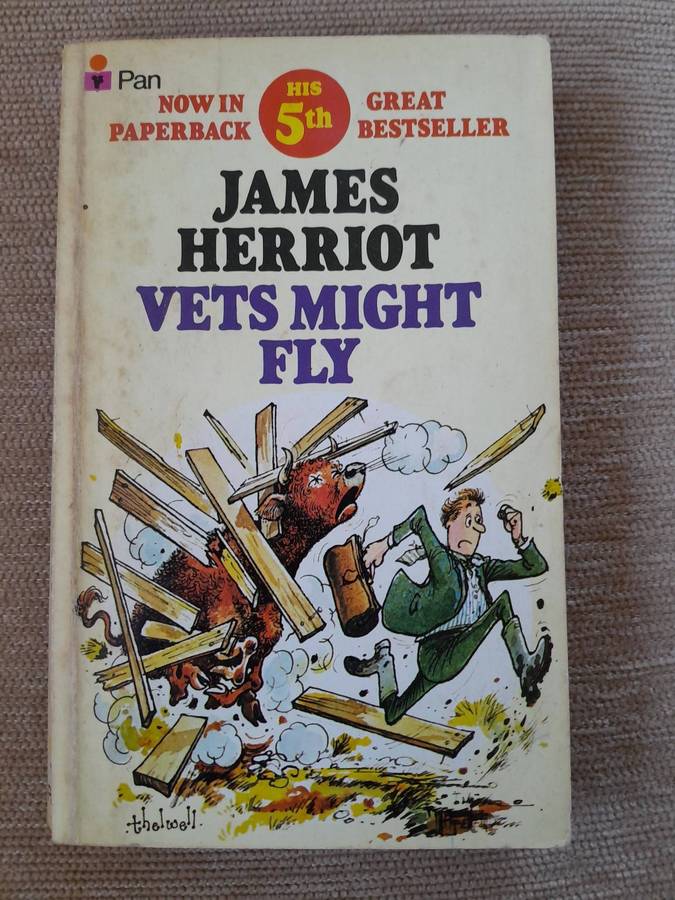 Pan
NOW IN
PAPERBACK
HIS
5th
GREAT
BESTSELLER
JAMES
HERRIOT
VETS MIGHT
FLY
thelwell.